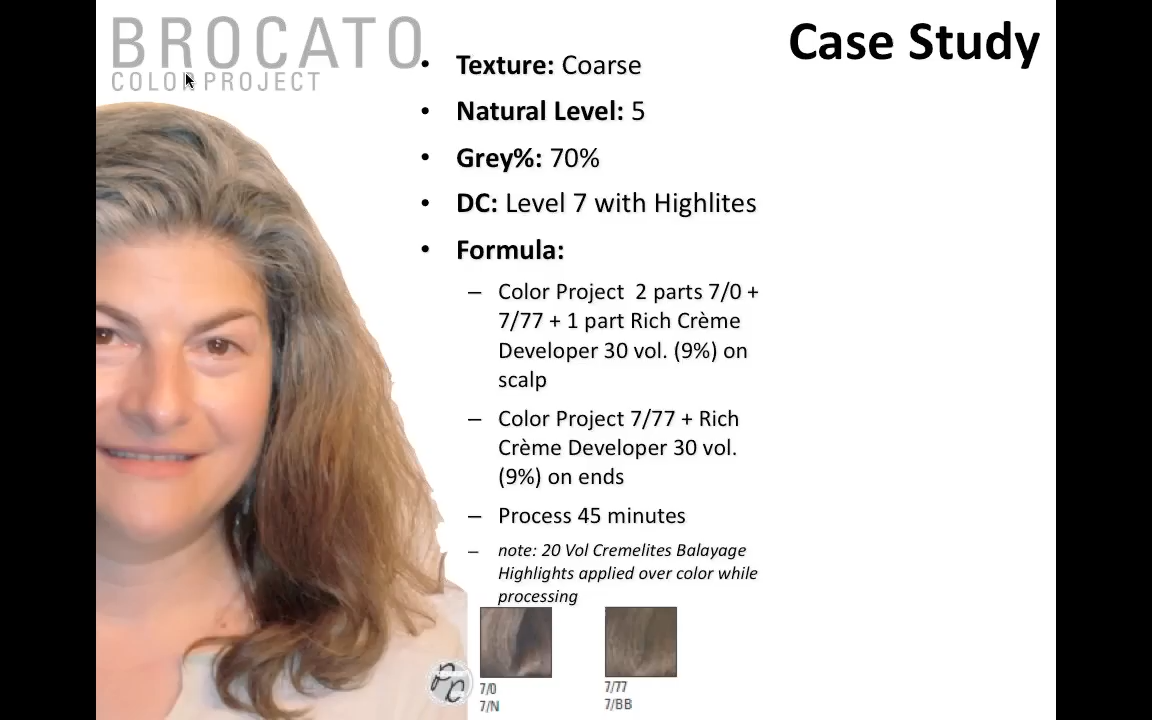 BROCATO
COLOR PROJECT
Case Study
• Texture: Coarse
• Natural Level: 5
• Grey%: 70%
• DC: Level 7 with Highlites
• Formula:
– Color Project 2 parts 7/0 +
7/77 + 1 part Rich Crème
Developer 30 vol. (9%) on
scalp
– Color Project 7/77 + Rich
Crème Developer 30 vol.
(9%) on ends
– Process 45 minutes
– note: 20 Vol Cremelites Balayage
Highlights applied over color while
processing
7/0
7/N
7/77
7/BB